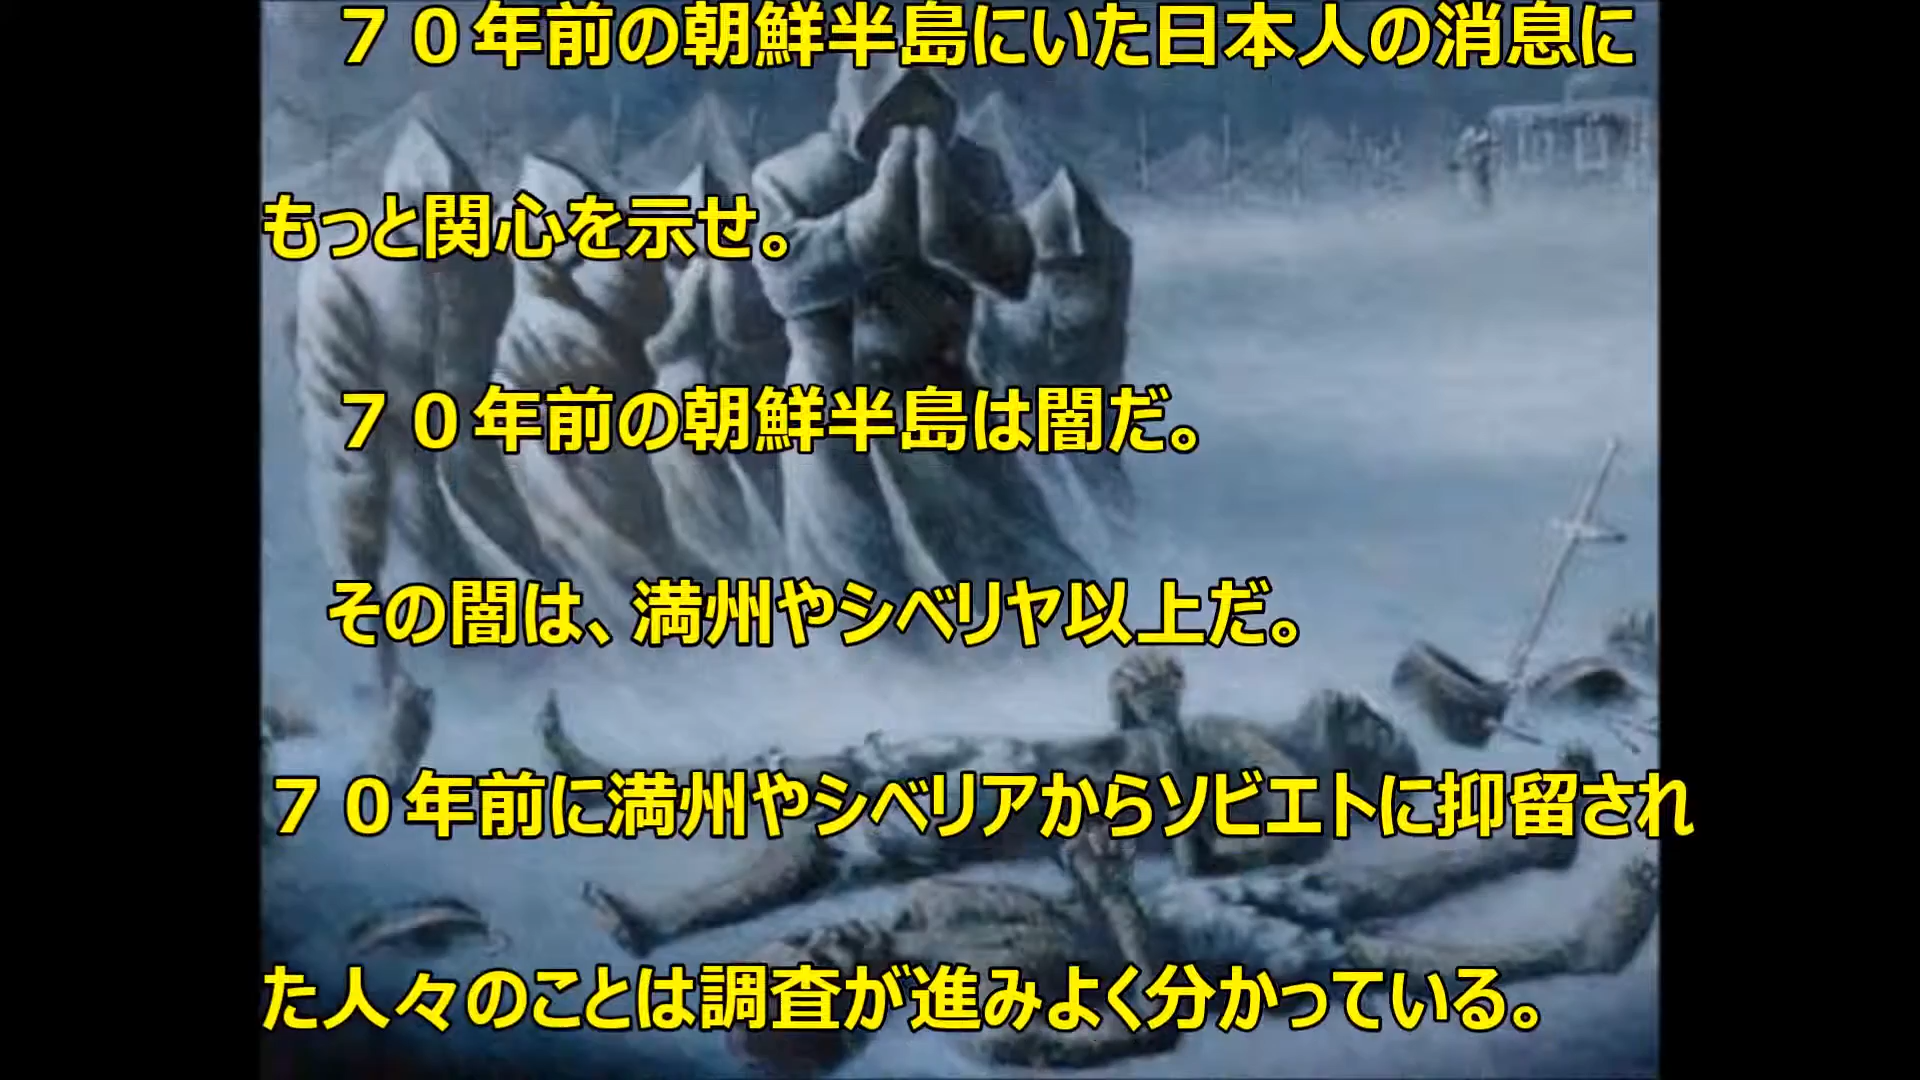 ７０年前の朝鮮半島にいた日本人の消息に
もっと関心を示せ。
７０年前の朝鮮半島は闇だ。
その闇は、満州やシベリヤ以上だ。
７０年前に満州やシベリアからソビエトに抑留され
た人々のことは調査が進みよく分かっている。